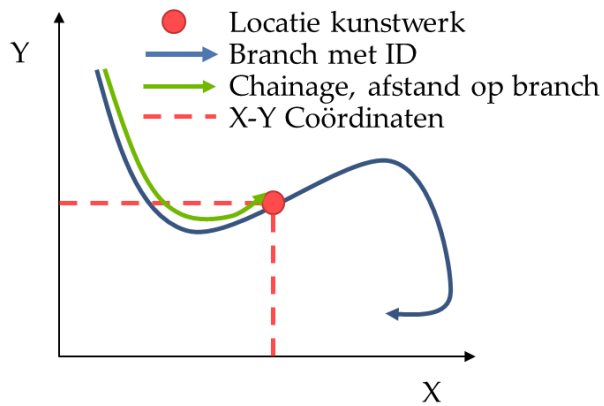 Locatie kunstwerk
Y
Branch met ID
Chainage, afstand op branch
X-Y Coördinaten
X